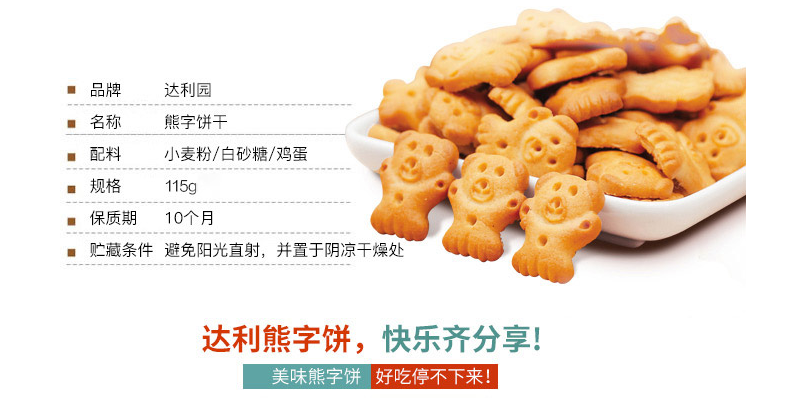 品牌 达利园
名称 熊字饼干
配料 小麦粉/白砂糖/鸡蛋
规格 115g
保质期 10个月
贮藏条件 避免阳光直射，并置于阴凉干燥处
达利熊字饼，快乐齐分享!
美味熊字饼 好吃停不下来!